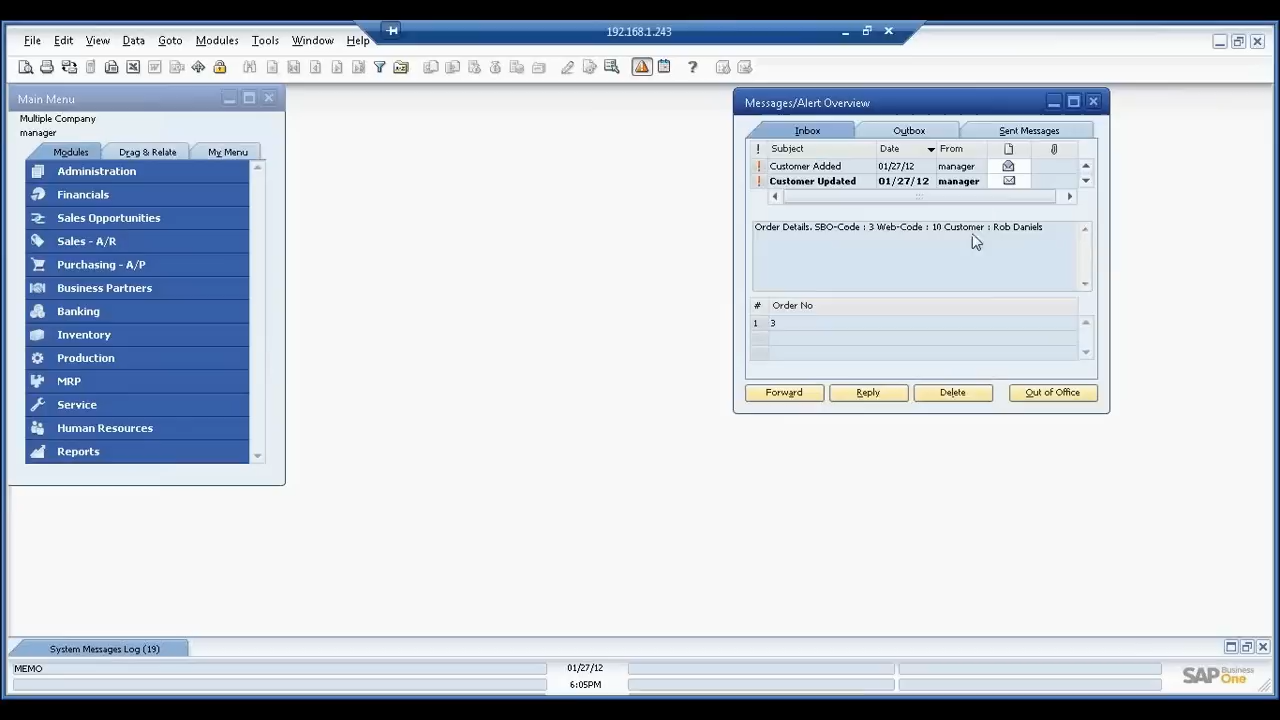 192.168.1.243
File Edit View Data Goto Modules Tools Window Help
Main Menu
Multiple Company
manager
Modules Drag & Relate My Menu
Administration
Financials
Sales Opportunities
Sales - A/R
Purchasing - A/P
Business Partners
Banking
Inventory
Production
MRP
Service
Human Resources
Reports
Messages/Alert Overview
Inbox Outbox Sent Messages
! Subject Date From
! Customer Added 01/27/12 manager
! Customer Updated 01/27/12 manager
Order Details. SBO-Code : 3 Web-Code : 10 Customer : Rob Daniels
# Order No
1 3
Forward Reply Delete Out of Office
System Messages Log (19)
MEMO 01/27/12
6:05PM
SAP Business One